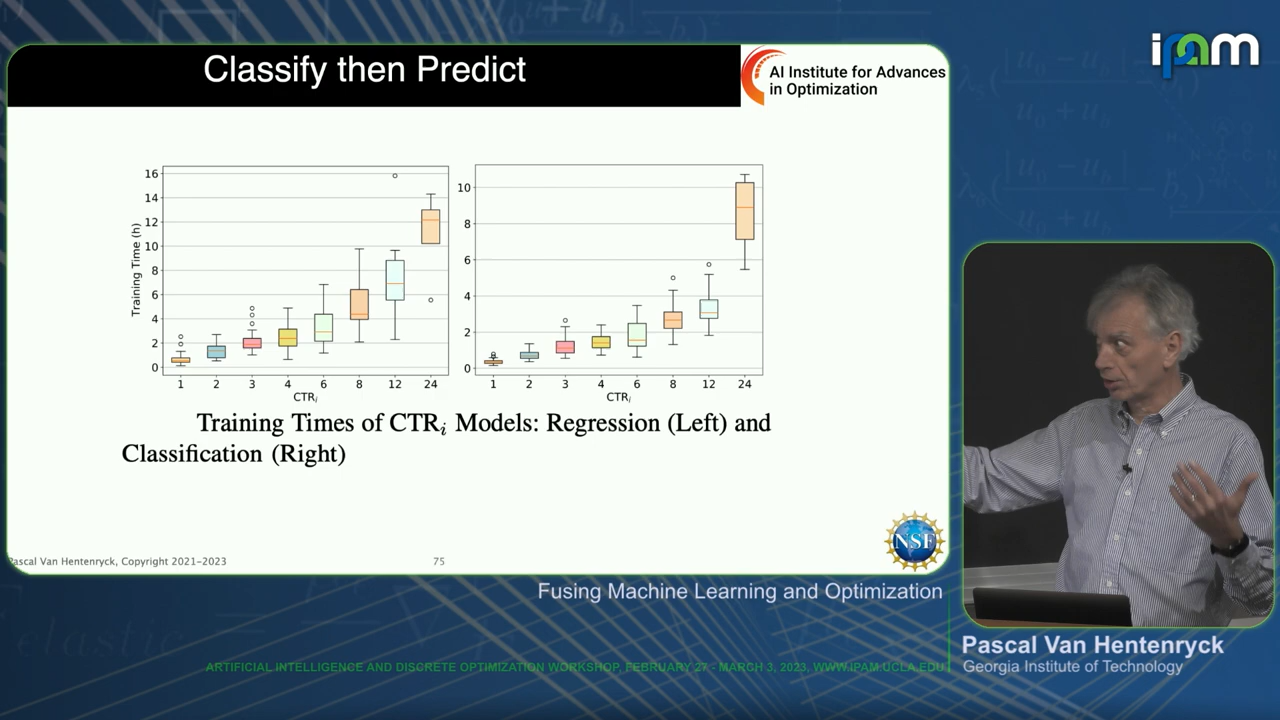 Classify then Predict
AI Institute for Advances
in Optimization
ipam
16
14
12
10
8
6
4
2
0
Training Time (h)
1 2 3 4 6 8 12 24
CTRi
10
8
6
4
2
0
1 2 3 4 6 8 12 24
CTRi
Training Times of CTRi Models: Regression (Left) and
Classification (Right)
NSF
Pascal Van Hentenryck, Copyright 2021-2023
75
Fusing Machine Learning and Optimization
Pascal Van Hentenryck
Georgia Institute of Technology
ARTIFICIAL INTELLIGENCE AND DISCRETE OPTIMIZATION WORKSHOP, FEBRUARY 27 - MARCH 3, 2023, WWW.IPAM.UCLA.EDU
elastic